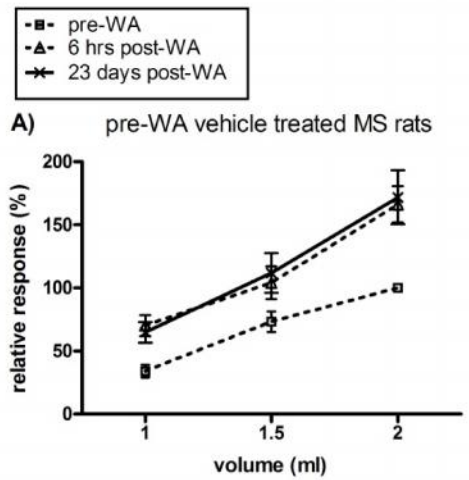 pre-WA
6 hrs post-WA
23 days post-WA
A) pre-WA vehicle treated MS rats
200
150
100
50
0
relative response (%)
1 1.5 2
volume (ml)